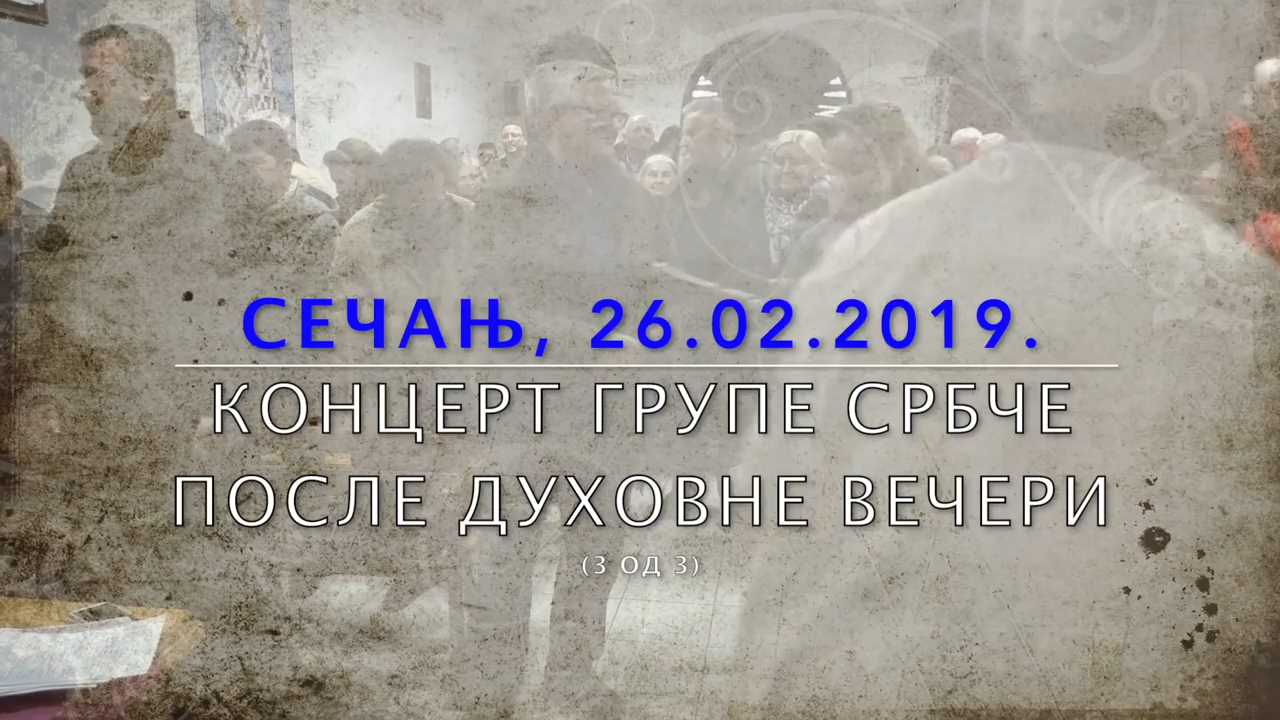 СЕЧАЊ, 26.02.2019.
КОНЦЕРТ ГРУПЕ СРБЧЕ
ПОСЛЕ ДУХОВНЕ ВЕЧЕРИ
(3 ОД 3)